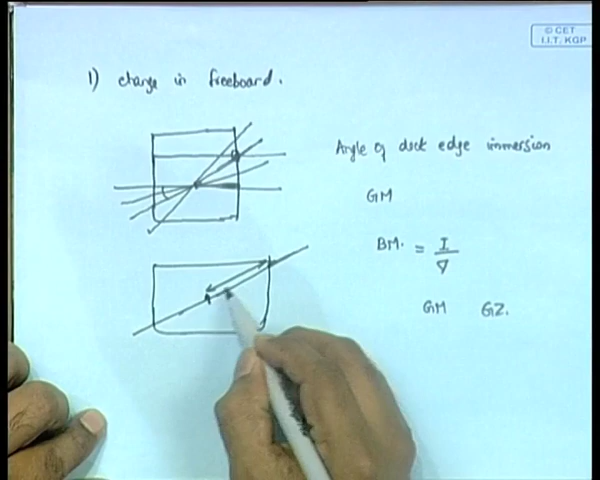 © CET
I.I.T. KGP
1) change in freeboard.
Angle of deck edge immersion
GM
BM. = I / ∇
GM GZ.